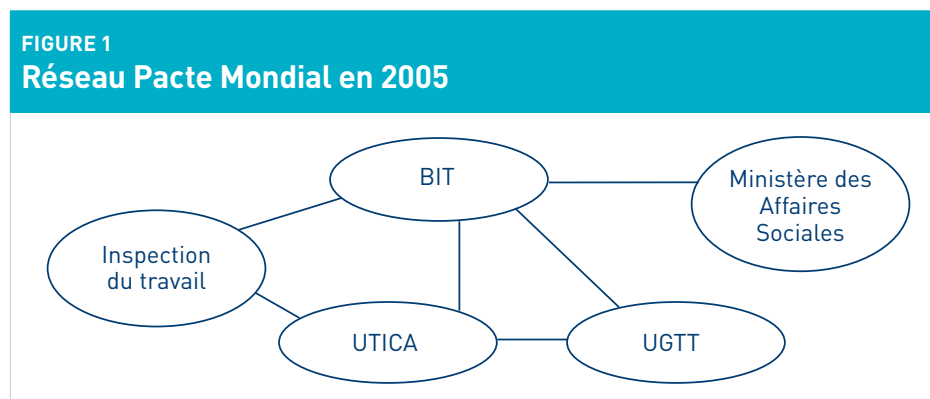 FIGURE 1
Réseau Pacte Mondial en 2005
BIT
Ministère des
Affaires
Sociales
Inspection
du travail
UTICA
UGTT